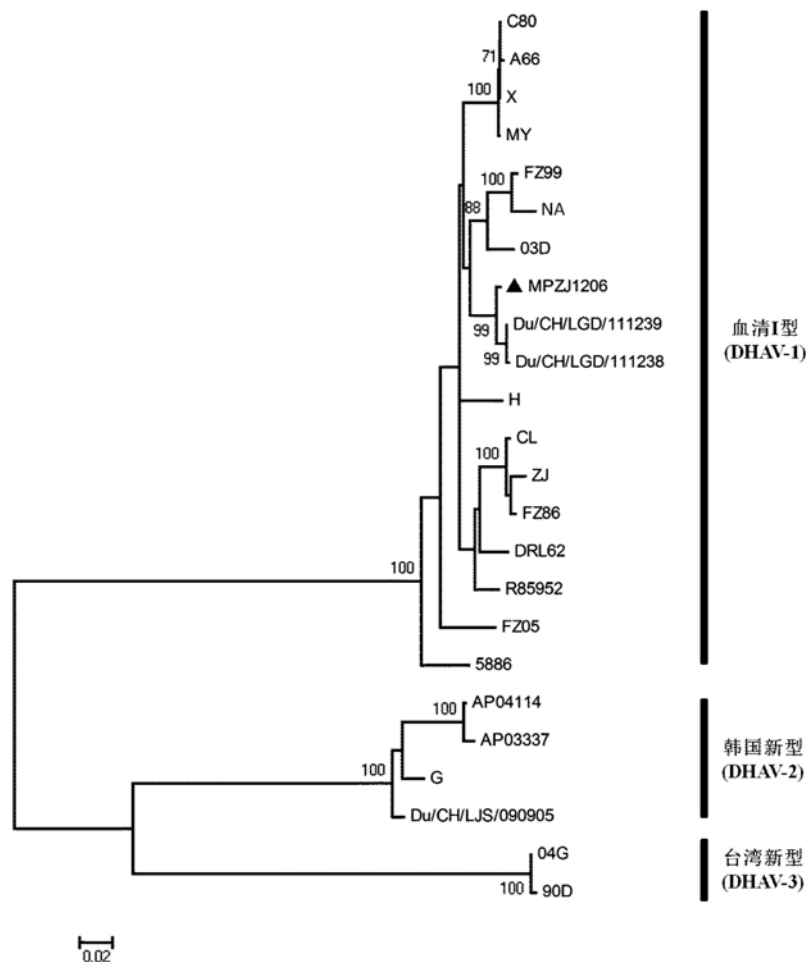 C80
71
A66
100
X
MY
FZ99
100
NA
88
03D
▲ MPZJ1206
Du/CH/LGD/111239
99
99
Du/CH/LGD/111238
血清I型
(DHAV-1)
H
CL
100
ZJ
FZ86
DRL62
100
R85952
FZ05
5886
AP04114
100
AP03337
韩国新型
(DHAV-2)
100
G
Du/CH/LJS/090905
04G
台湾新型
(DHAV-3)
100
90D
0.02